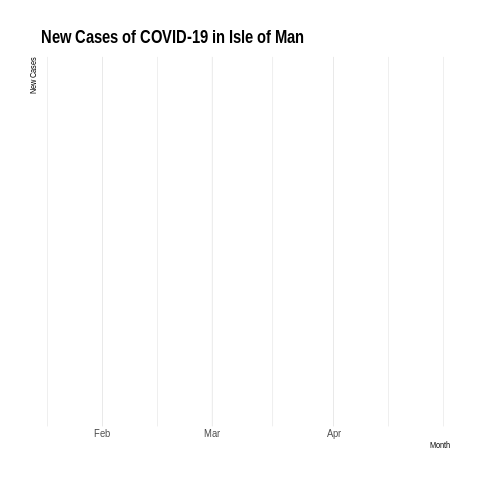 New Cases of COVID-19 in Isle of Man
New Cases
Feb Mar Apr
Month